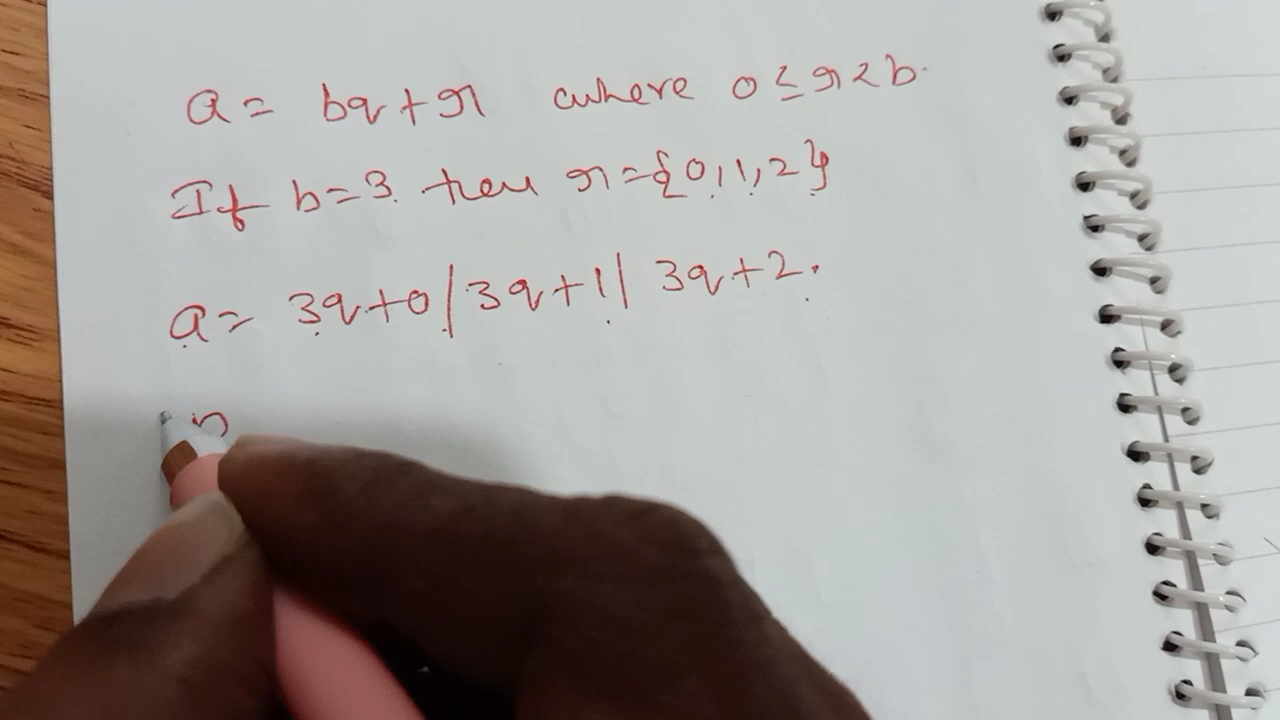 a = bq + r where 0 ≤ r < b.
If b = 3 then r = {0, 1, 2}
a = 3q + 0 / 3q + 1 / 3q + 2.